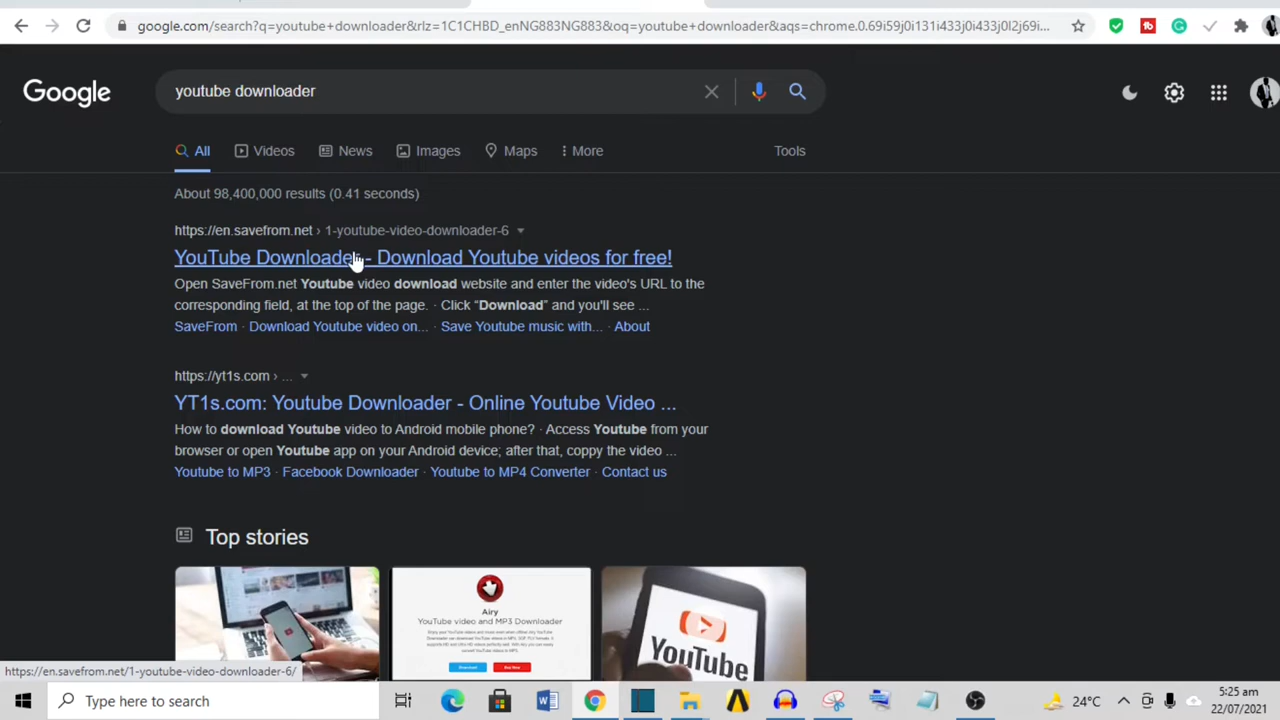 google.com/search?q=youtube+downloader&rlz=1C1CHBD_enNG883NG883&oq=youtube+downloader&aqs=chrome.0.69i59j0i131i433j0i433j0l2j69i60...
Google
youtube downloader
All Videos News Images Maps More Tools
About 98,400,000 results (0.41 seconds)
https://en.savefrom.net › 1-youtube-video-downloader-6
YouTube Downloader - Download Youtube videos for free!
Open SaveFrom.net Youtube video download website and enter the video's URL to the
corresponding field, at the top of the page. · Click “Download” and you'll see ...
SaveFrom · Download Youtube video on... · Save Youtube music with... · About
https://yt1s.com › ...
YT1s.com: Youtube Downloader - Online Youtube Video ...
How to download Youtube video to Android mobile phone? · Access Youtube from your
browser or open Youtube app on your Android device; after that, coppy the video ...
Youtube to MP3 · Facebook Downloader · Youtube to MP4 Converter · Contact us
Top stories
Airy
YouTube video and MP3 Downloader
YouTube
https://en.savefrom.net/1-youtube-video-downloader-6/
Type here to search
24°C
5:25 am
22/07/2021